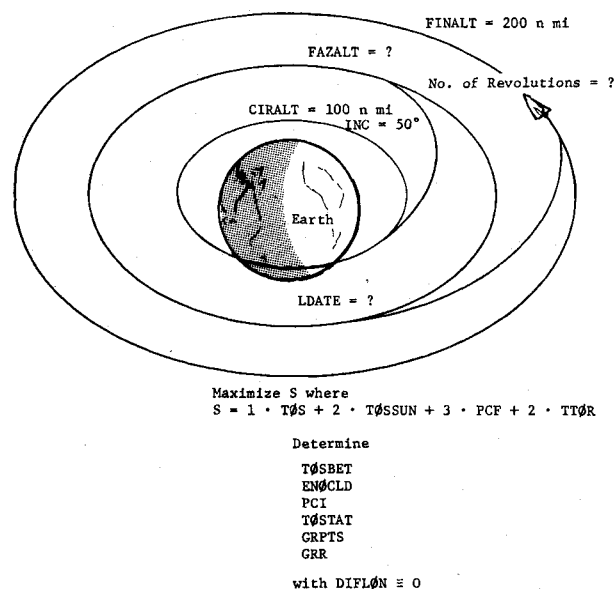 FINALT = 200 n mi
FAZALT = ?
No. of Revolutions = ?
CIRALT = 100 n mi
INC = 50°
Earth
LDATE = ?
Maximize S where
S = 1 · TØS + 2 · TØSSUN + 3 · PCF + 2 · TTØR
Determine
TØSBET
ENØCLD
PCI
TØSTAT
GRPTS
GRR
with DIFLØN ≡ O